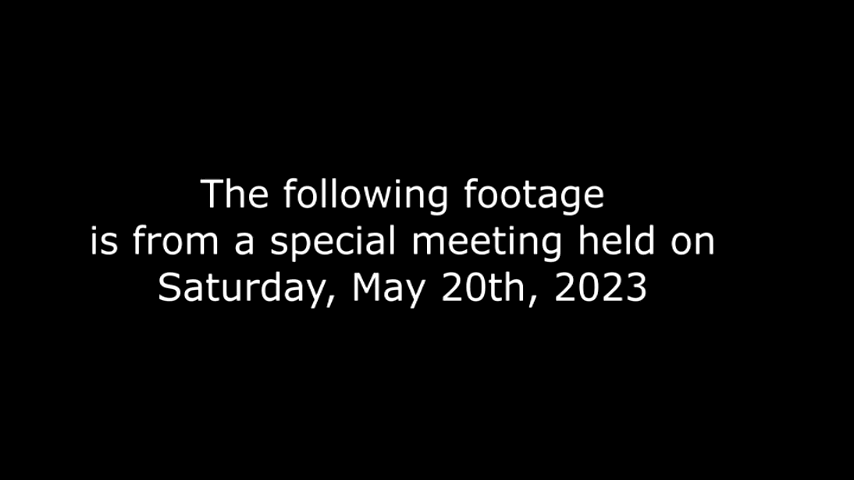 The following footage
is from a special meeting held on
Saturday, May 20th, 2023